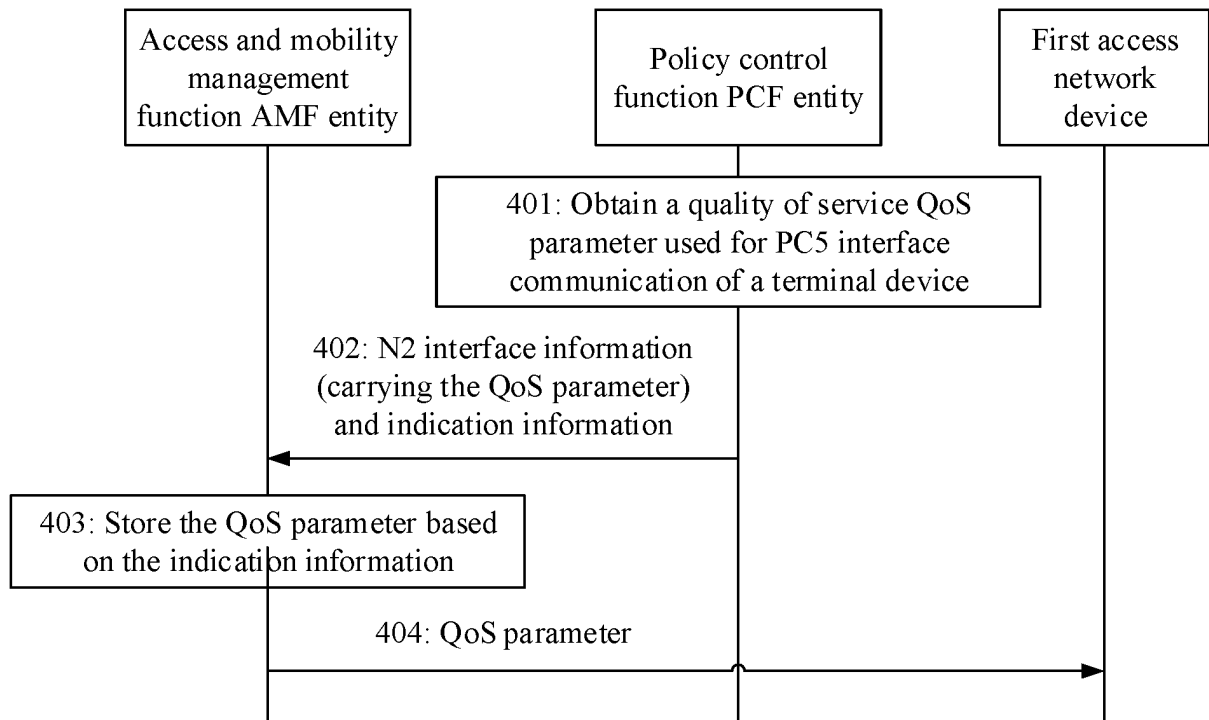 Access and mobility
management
function AMF entity
Policy control
function PCF entity
First access
network
device
401: Obtain a quality of service QoS
parameter used for PC5 interface
communication of a terminal device
402: N2 interface information
(carrying the QoS parameter)
and indication information
403: Store the QoS parameter based
on the indication information
404: QoS parameter